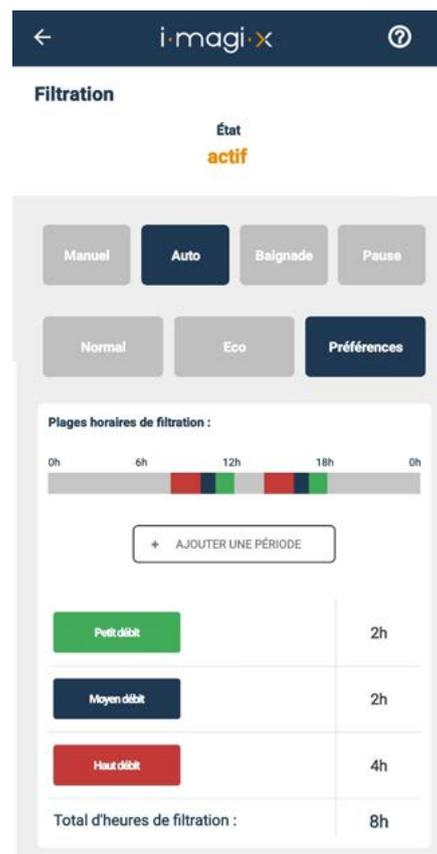 i·magi·x
Filtration
État
actif
Manuel Auto Baignade Pause
Normal Eco Préférences
Plages horaires de filtration :
0h 6h 12h 18h 0h
+ AJOUTER UNE PÉRIODE
Petit débit 2h
Moyen débit 2h
Haut débit 4h
Total d'heures de filtration : 8h